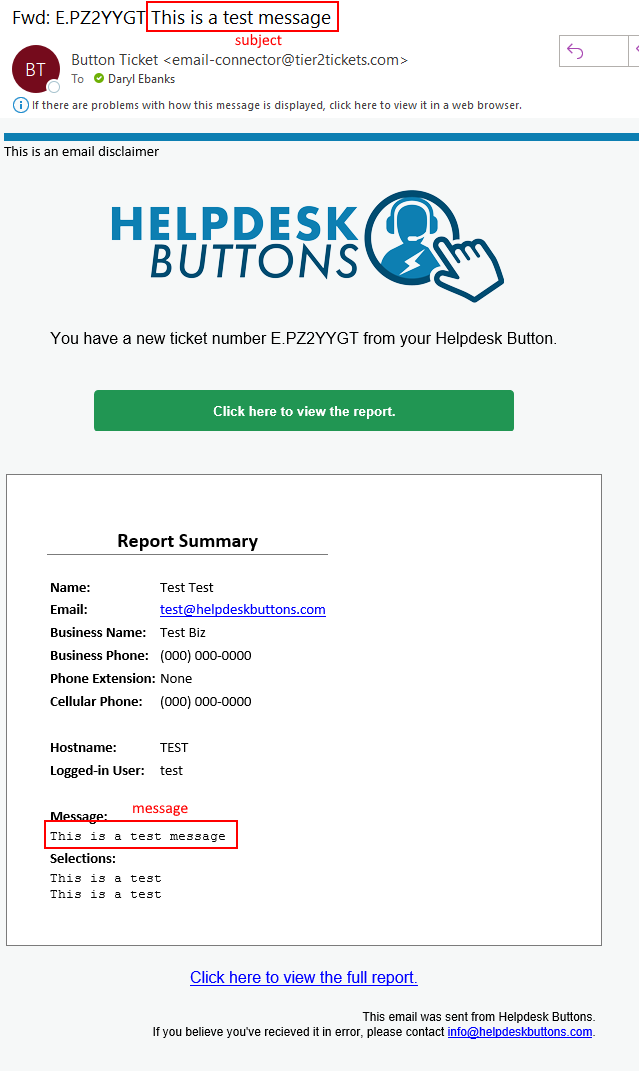 Fwd: E.PZ2YYGT This is a test message
subject
BT
Button Ticket <email-connector@tier2tickets.com>
To Daryl Ebanks
If there are problems with how this message is displayed, click here to view it in a web browser.
This is an email disclaimer
HELPDESK
BUTTONS
You have a new ticket number E.PZ2YYGT from your Helpdesk Button.
Click here to view the report.
Report Summary
Name: Test Test
Email: test@helpdeskbuttons.com
Business Name: Test Biz
Business Phone: (000) 000-0000
Phone Extension: None
Cellular Phone: (000) 000-0000
Hostname: TEST
Logged-in User: test
message
Message:
This is a test message
Selections:
This is a test
This is a test
Click here to view the full report.
This email was sent from Helpdesk Buttons.
If you believe you've recieved it in error, please contact info@helpdeskbuttons.com.